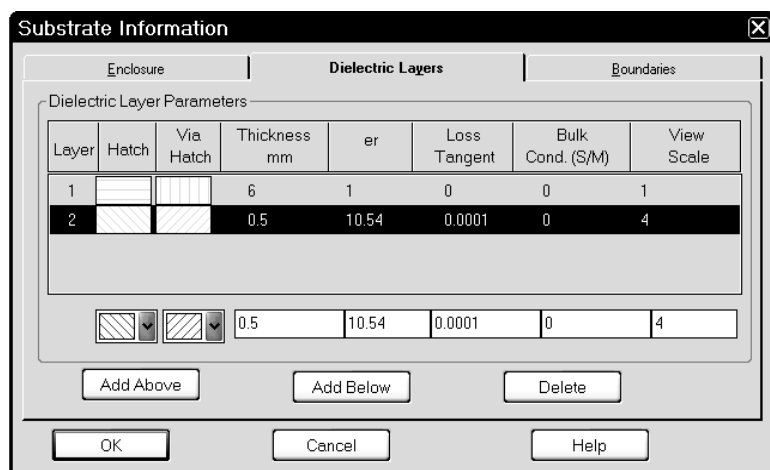 Substrate Information
Enclosure Dielectric Layers Boundaries
Dielectric Layer Parameters
Layer Hatch Via Hatch Thickness mm er Loss Tangent Bulk Cond. (S/M) View Scale
1 6 1 0 0 1
2 0.5 10.54 0.0001 0 4
0.5 10.54 0.0001 0 4
Add Above Add Below Delete
OK Cancel Help